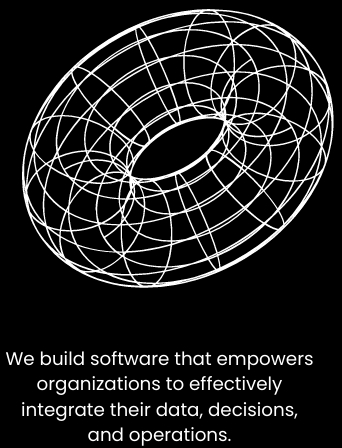 We build software that empowers
organizations to effectively
integrate their data, decisions,
and operations.